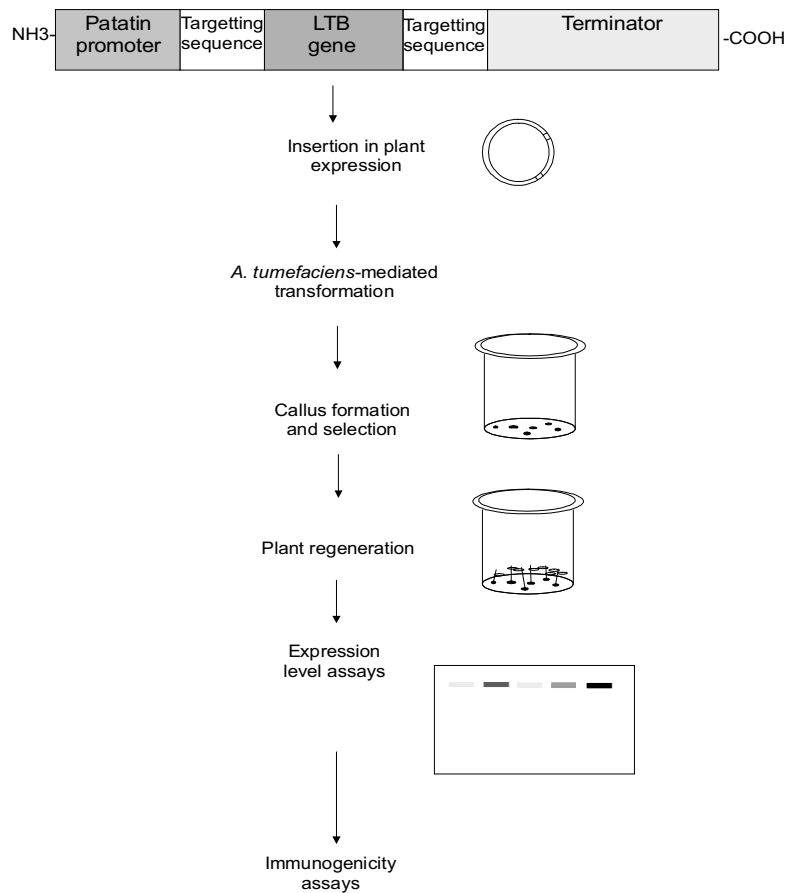 NH3-
Patatin
promoter
Targetting
sequence
LTB
gene
Targetting
sequence
Terminator
-COOH
Insertion in plant
expression
A. tumefaciens-mediated
transformation
Callus formation
and selection
Plant regeneration
Expression
level assays
Immunogenicity
assays